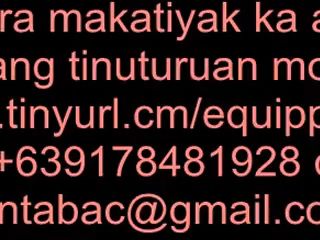 ra makatiyak ka a
ang tinuturuan mo
.tinyurl.cm/equipp
+639178481928
ntabac@gmail.co